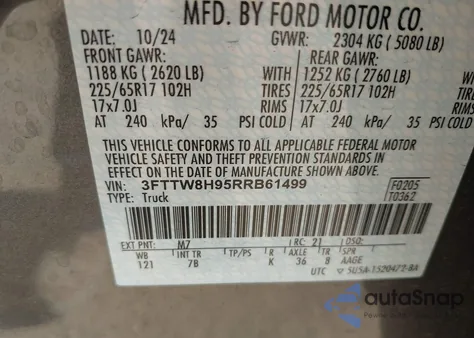 MFD. BY FORD MOTOR CO.
DATE: 10/24 GVWR: 2304 KG (5080 LB)
FRONT GAWR: REAR GAWR:
1188 KG (2620 LB) WITH 1252 KG (2760 LB)
225/65R17 102H TIRES 225/65R17 102H
17x7.0J RIMS 17x7.0J
AT 240 kPa/ 35 PSI COLD AT 240 kPa/ 35 PSI COLD
THIS VEHICLE CONFORMS TO ALL APPLICABLE FEDERAL MOTOR
VEHICLE SAFETY AND THEFT PREVENTION STANDARDS IN
EFFECT ON THE DATE OF MANUFACTURE SHOWN ABOVE.
VIN: 3FTTW8H95RRB61499 F0205
TYPE: Truck T0362
EXT PNT: M7 RC: 21 DSO:
WB INT TR TP/PS R AXLE TR SPR
121 7B K 36 8 AAGE
UTC
autoSnap